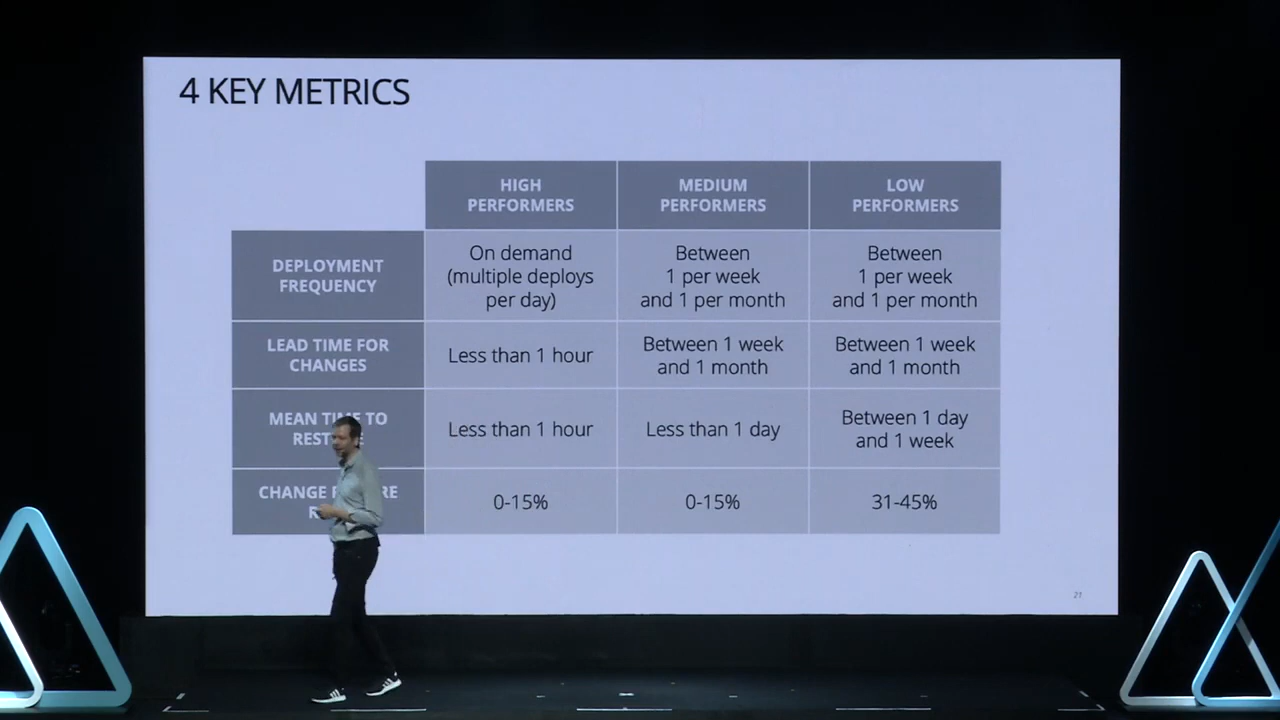 4 KEY METRICS
HIGH
PERFORMERS
MEDIUM
PERFORMERS
LOW
PERFORMERS
DEPLOYMENT
FREQUENCY
On demand
(multiple deploys
per day)
Between
1 per week
and 1 per month
Between
1 per week
and 1 per month
LEAD TIME FOR
CHANGES
Less than 1 hour
Between 1 week
and 1 month
Between 1 week
and 1 month
MEAN TO
Less than 1 hour
Less than 1 day
Between 1 day
and 1 week
CHANGE
0-15%
0-15%
31-45%
21